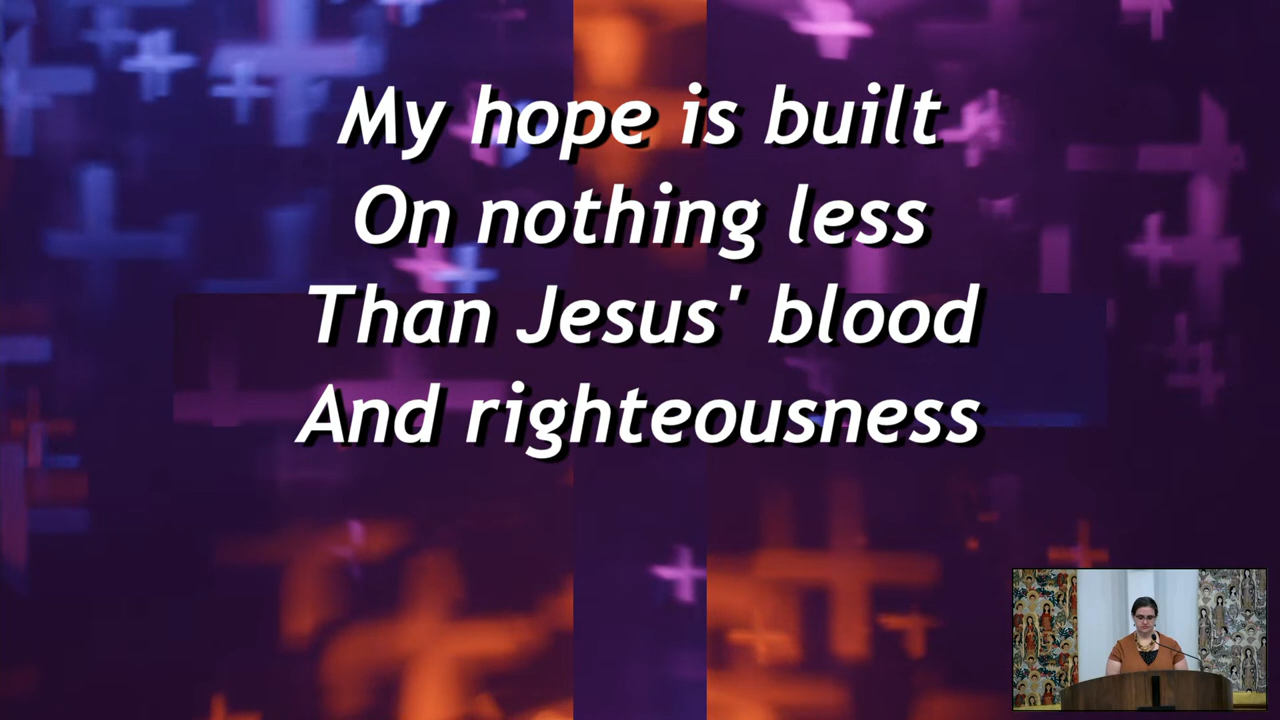 My hope is built
On nothing less
Than Jesus' blood
And righteousness